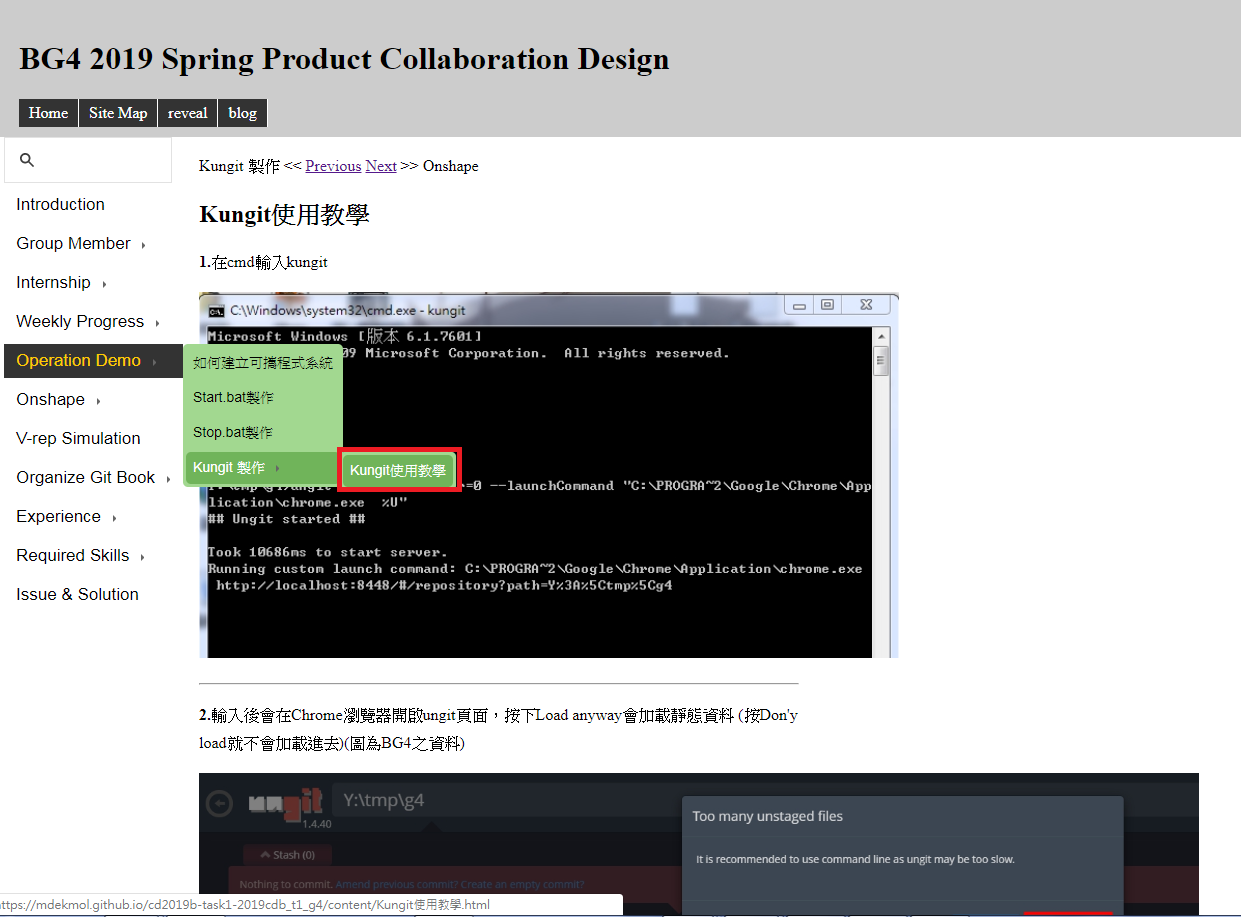 BG4 2019 Spring Product Collaboration Design
Home Site Map reveal blog
Kungit 製作 << Previous Next >> Onshape
Introduction
Group Member
Internship
Weekly Progress
Operation Demo
Onshape
V-rep Simulation
Organize Git Book
Experience
Required Skills
Issue & Solution
如何建立可攜程式系統
Start.bat製作
Stop.bat製作
Kungit 製作
Kungit使用教學
Kungit使用教學
1.在cmd輸入kungit
C:\Windows\system32\cmd.exe - kungit
Microsoft Windows [版本 6.1.7601]
09 Microsoft Corporation. All rights reserved.
=0 --launchCommand "C:\PROGRA~2\Google\Chrome\App
lication\chrome.exe %U"
## Ungit started ##
Took 10686ms to start server.
Running custom launch command: C:\PROGRA~2\Google\Chrome\Application\chrome.exe
http://localhost:8448/#/repository?path=Y%3A%5Ctmp%5Cg4
2.輸入後會在Chrome瀏覽器開啟ungit頁面，按下Load anyway會加載靜態資料 (按Don'y
load就不會加載進去)(圖為BG4之資料)
ungit
1.4.40
Y:\tmp\g4
Too many unstaged files
It is recommended to use command line as ungit may be too slow.
Stash (0)
Nothing to commit. Amend previous commit? Create an empty commit?
ttps://mdekmol.github.io/cd2019b-task1-2019cdb_t1_g4/content/Kungit使用教學.html